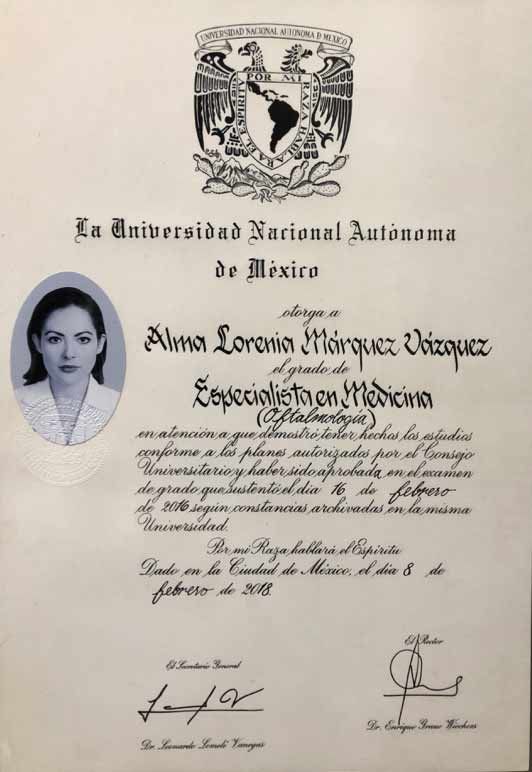 UNIVERSIDAD NACIONAL AUTONOMA D MEXICO
POR MI RAZA HABLARA EL ESPIRITU
La Universidad Nacional Autónoma
de México
otorga a
Alma Lorenia Márquez Vázquez
el grado de
Especialista en Medicina
(Oftalmología)
en atención a que demostró tener hechos los estudios
conforme a los planes autorizados por el Consejo
Universitario y haber sido aprobada en el examen
de grado que sustentó el día 16 de febrero
de 2016 según constancias archivadas en la misma
Universidad.
Por mi Raza hablará el Espíritu
Dado en la Ciudad de México, el día 8 de
febrero de 2018.
El Rector
El Secretario General
Dr. Enrique Graue Wiechers
Dr. Leonardo Lomelí Vanegas